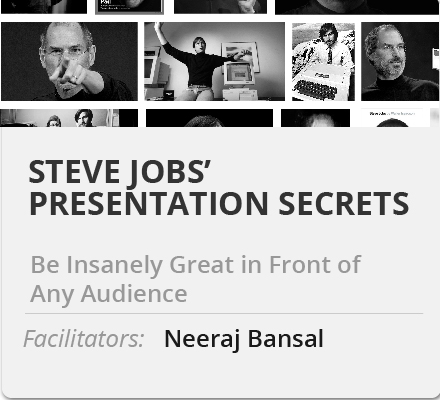 STEVE JOBS’
PRESENTATION SECRETS
Be Insanely Great in Front of
Any Audience
Facilitators: Neeraj Bansal